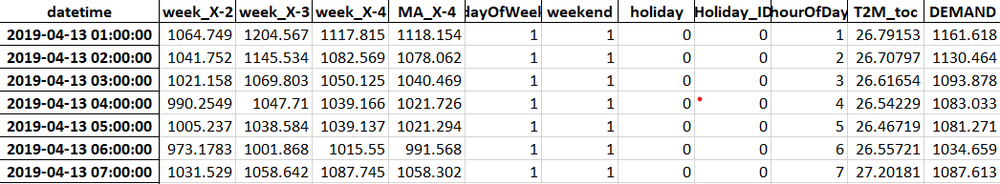 datetime week_X-2 week_X-3 week_X-4 MA_X-4 dayOfWeek weekend holiday Holiday_ID hourOfDay T2M_toc DEMAND
2019-04-13 01:00:00 1064.749 1204.567 1117.815 1118.154 1 1 0 0 1 26.79153 1161.618
2019-04-13 02:00:00 1041.752 1145.534 1082.569 1078.062 1 1 0 0 2 26.70797 1130.464
2019-04-13 03:00:00 1021.158 1069.803 1050.125 1040.469 1 1 0 0 3 26.61654 1093.878
2019-04-13 04:00:00 990.2549 1047.71 1039.166 1021.726 1 1 0 0 4 26.54229 1083.033
2019-04-13 05:00:00 1005.237 1038.584 1039.137 1021.294 1 1 0 0 5 26.46719 1081.271
2019-04-13 06:00:00 973.1783 1001.868 1015.55 991.568 1 1 0 0 6 26.55721 1034.659
2019-04-13 07:00:00 1031.529 1058.642 1087.745 1058.302 1 1 0 0 7 27.20181 1087.613